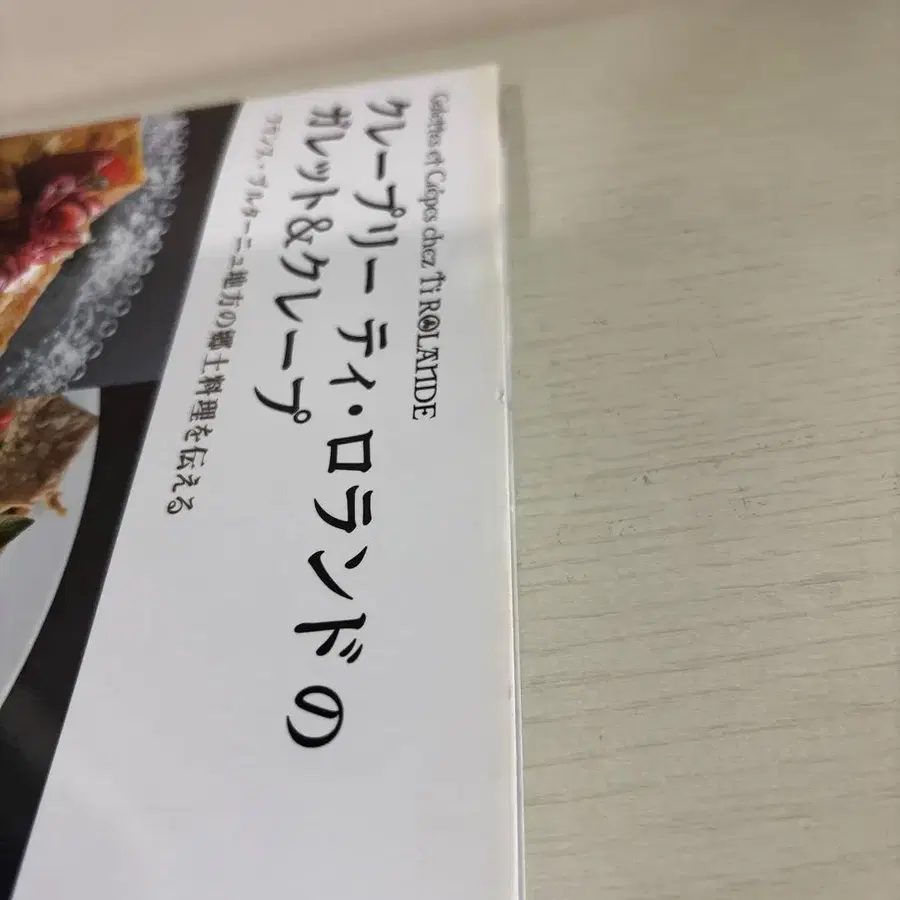 Galettes et Crêpes chez Ti ROLANDE
クレープリー ティ・ロランドの
ガレット&クレープ
フランス・ブルターニュ地方の郷土料理を伝える